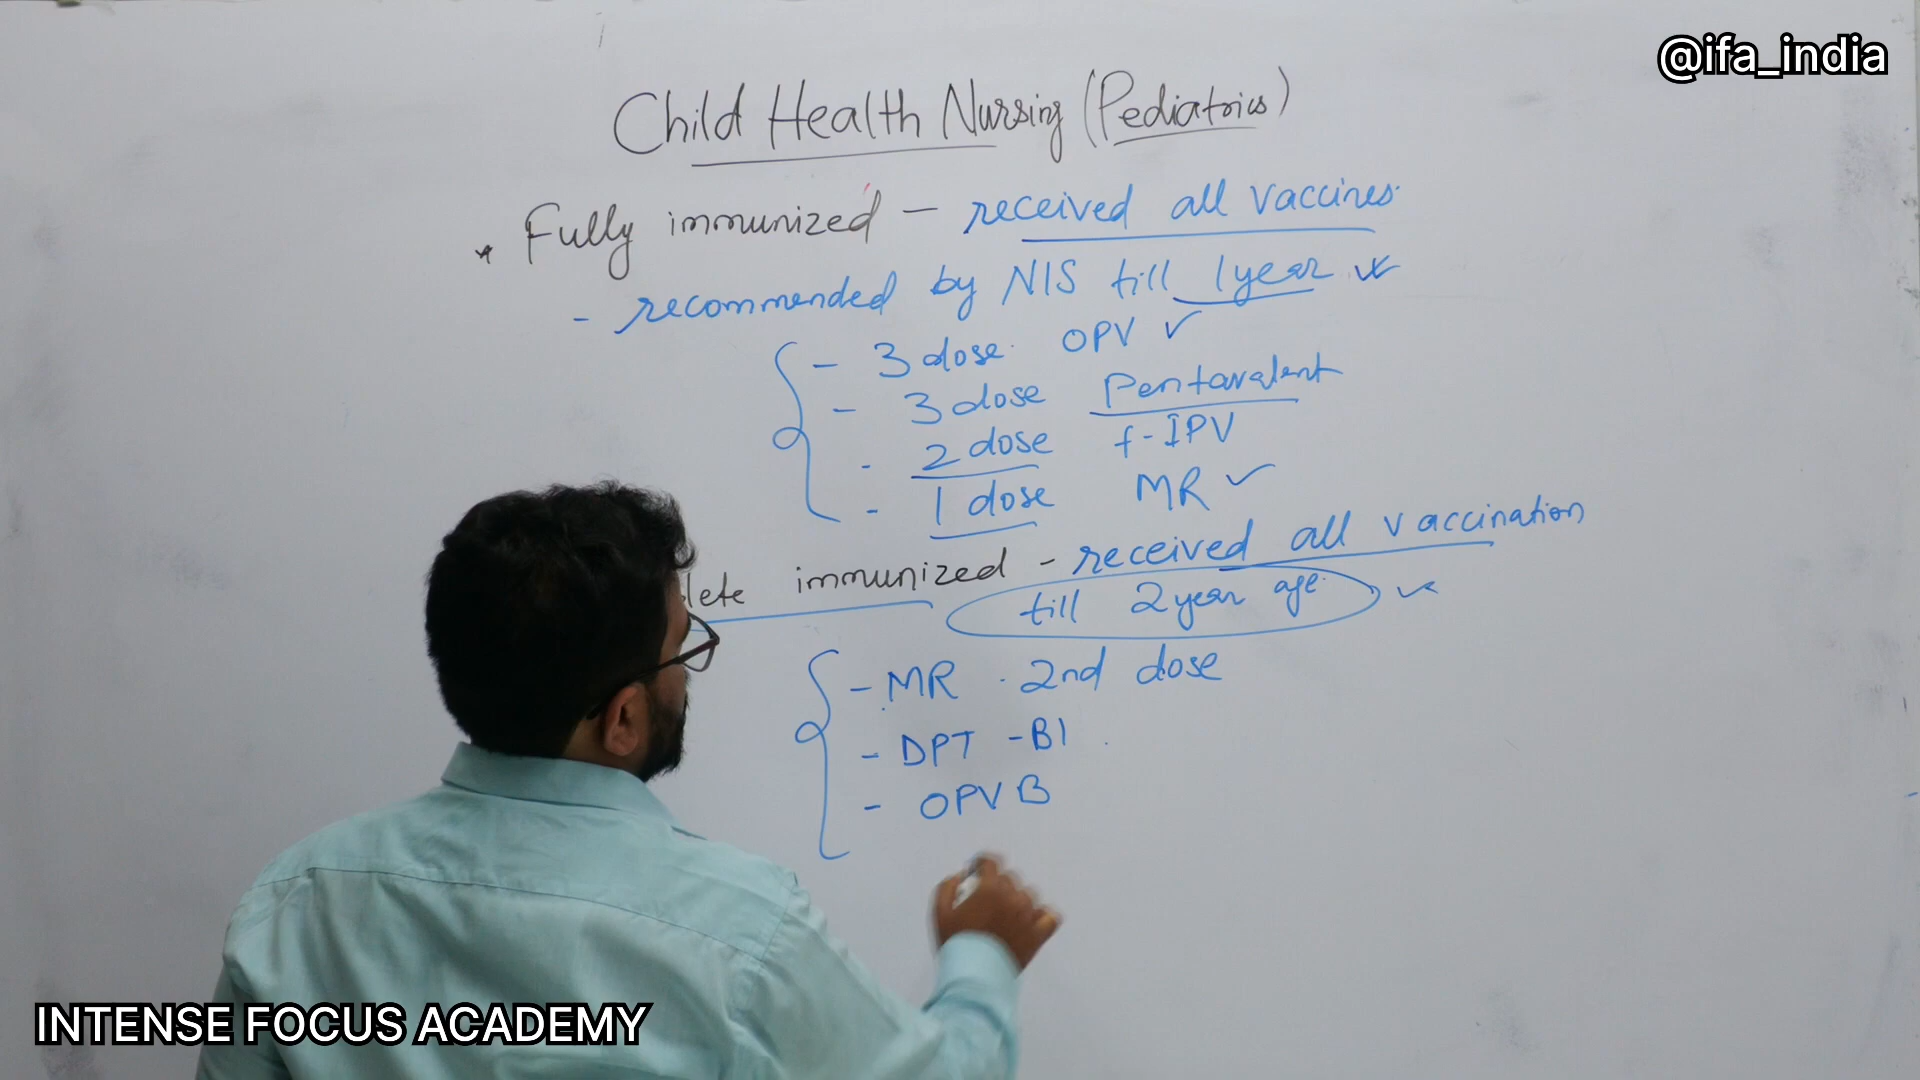 @ifa_india
Child Health Nursing (Pediatrics)
* Fully immunized - received all vaccines
- recommended by NIS till 1 year
- 3 dose OPV ✓
- 3 dose Pentavalent
- 2 dose f-IPV
- 1 dose MR ✓
lete immunized - received all vaccination
till 2 year age
- MR 2nd dose
- DPT - B1
- OPV B
INTENSE FOCUS ACADEMY